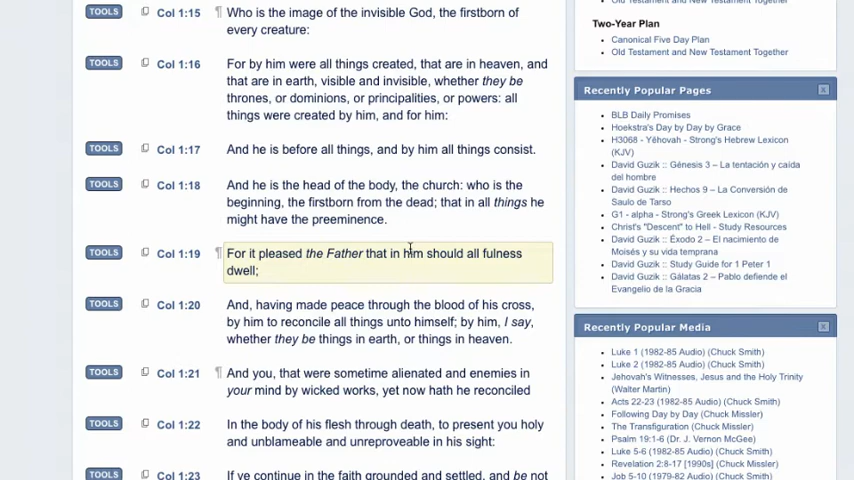 TOOLS Col 1:15 ¶ Who is the image of the invisible God, the firstborn of
every creature:
TOOLS Col 1:16 For by him were all things created, that are in heaven, and
that are in earth, visible and invisible, whether they be
thrones, or dominions, or principalities, or powers: all
things were created by him, and for him:
TOOLS Col 1:17 And he is before all things, and by him all things consist.
TOOLS Col 1:18 And he is the head of the body, the church: who is the
beginning, the firstborn from the dead; that in all things he
might have the preeminence.
TOOLS Col 1:19 ¶ For it pleased the Father that in him should all fulness
dwell;
TOOLS Col 1:20 And, having made peace through the blood of his cross,
by him to reconcile all things unto himself; by him, I say,
whether they be things in earth, or things in heaven.
TOOLS Col 1:21 ¶ And you, that were sometime alienated and enemies in
your mind by wicked works, yet now hath he reconciled
TOOLS Col 1:22 In the body of his flesh through death, to present you holy
and unblameable and unreproveable in his sight:
TOOLS Col 1:23 If ye continue in the faith grounded and settled, and be not
Old Testament and New Testament Together
Two-Year Plan
Canonical Five Day Plan
Old Testament and New Testament Together
Recently Popular Pages
BLB Daily Promises
Hoekstra's Day by Day by Grace
H3068 - Yĕhovah - Strong's Hebrew Lexicon
(KJV)
David Guzik :: Génesis 3 – La tentación y caída
del hombre
David Guzik :: Hechos 9 – La Conversión de
Saulo de Tarso
G1 - alpha - Strong's Greek Lexicon (KJV)
Christ's "Descent" to Hell - Study Resources
David Guzik :: Éxodo 2 – El nacimiento de
Moisés y su vida temprana
David Guzik :: Study Guide for 1 Peter 1
David Guzik :: Gálatas 2 – Pablo defiende el
Evangelio de la Gracia
Recently Popular Media
Luke 1 (1982-85 Audio) (Chuck Smith)
Luke 2 (1982-85 Audio) (Chuck Smith)
Jehovah's Witnesses, Jesus and the Holy Trinity
(Walter Martin)
Acts 22-23 (1982-85 Audio) (Chuck Smith)
Following Day by Day (Chuck Missler)
The Transfiguration (Chuck Missler)
Psalm 19:1-6 (Dr. J. Vernon McGee)
Luke 5-6 (1982-85 Audio) (Chuck Smith)
Revelation 2:8-17 [1990s] (Chuck Missler)
Job 5-10 (1979-82 Audio) (Chuck Smith)